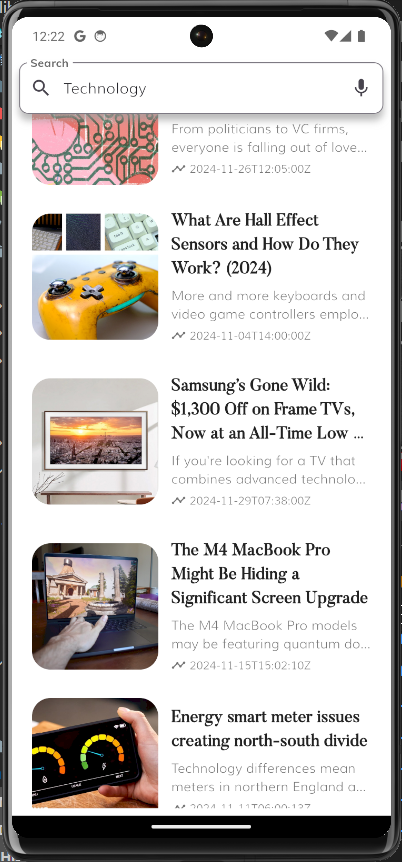 12:22
Search
Technology
From politicians to VC firms,
everyone is falling out of love...
2024-11-26T12:05:00Z
What Are Hall Effect
Sensors and How Do They
Work? (2024)
More and more keyboards and
video game controllers emplo...
2024-11-04T14:00:00Z
Samsung's Gone Wild:
$1,300 Off on Frame TVs,
Now at an All-Time Low ...
If you're looking for a TV that
combines advanced technolo...
2024-11-29T07:38:00Z
The M4 MacBook Pro
Might Be Hiding a
Significant Screen Upgrade
The M4 MacBook Pro models
may be featuring quantum do...
2024-11-15T15:02:10Z
Energy smart meter issues
creating north-south divide
Technology differences mean
meters in northern England a...
2024-11-11T06:00:13Z